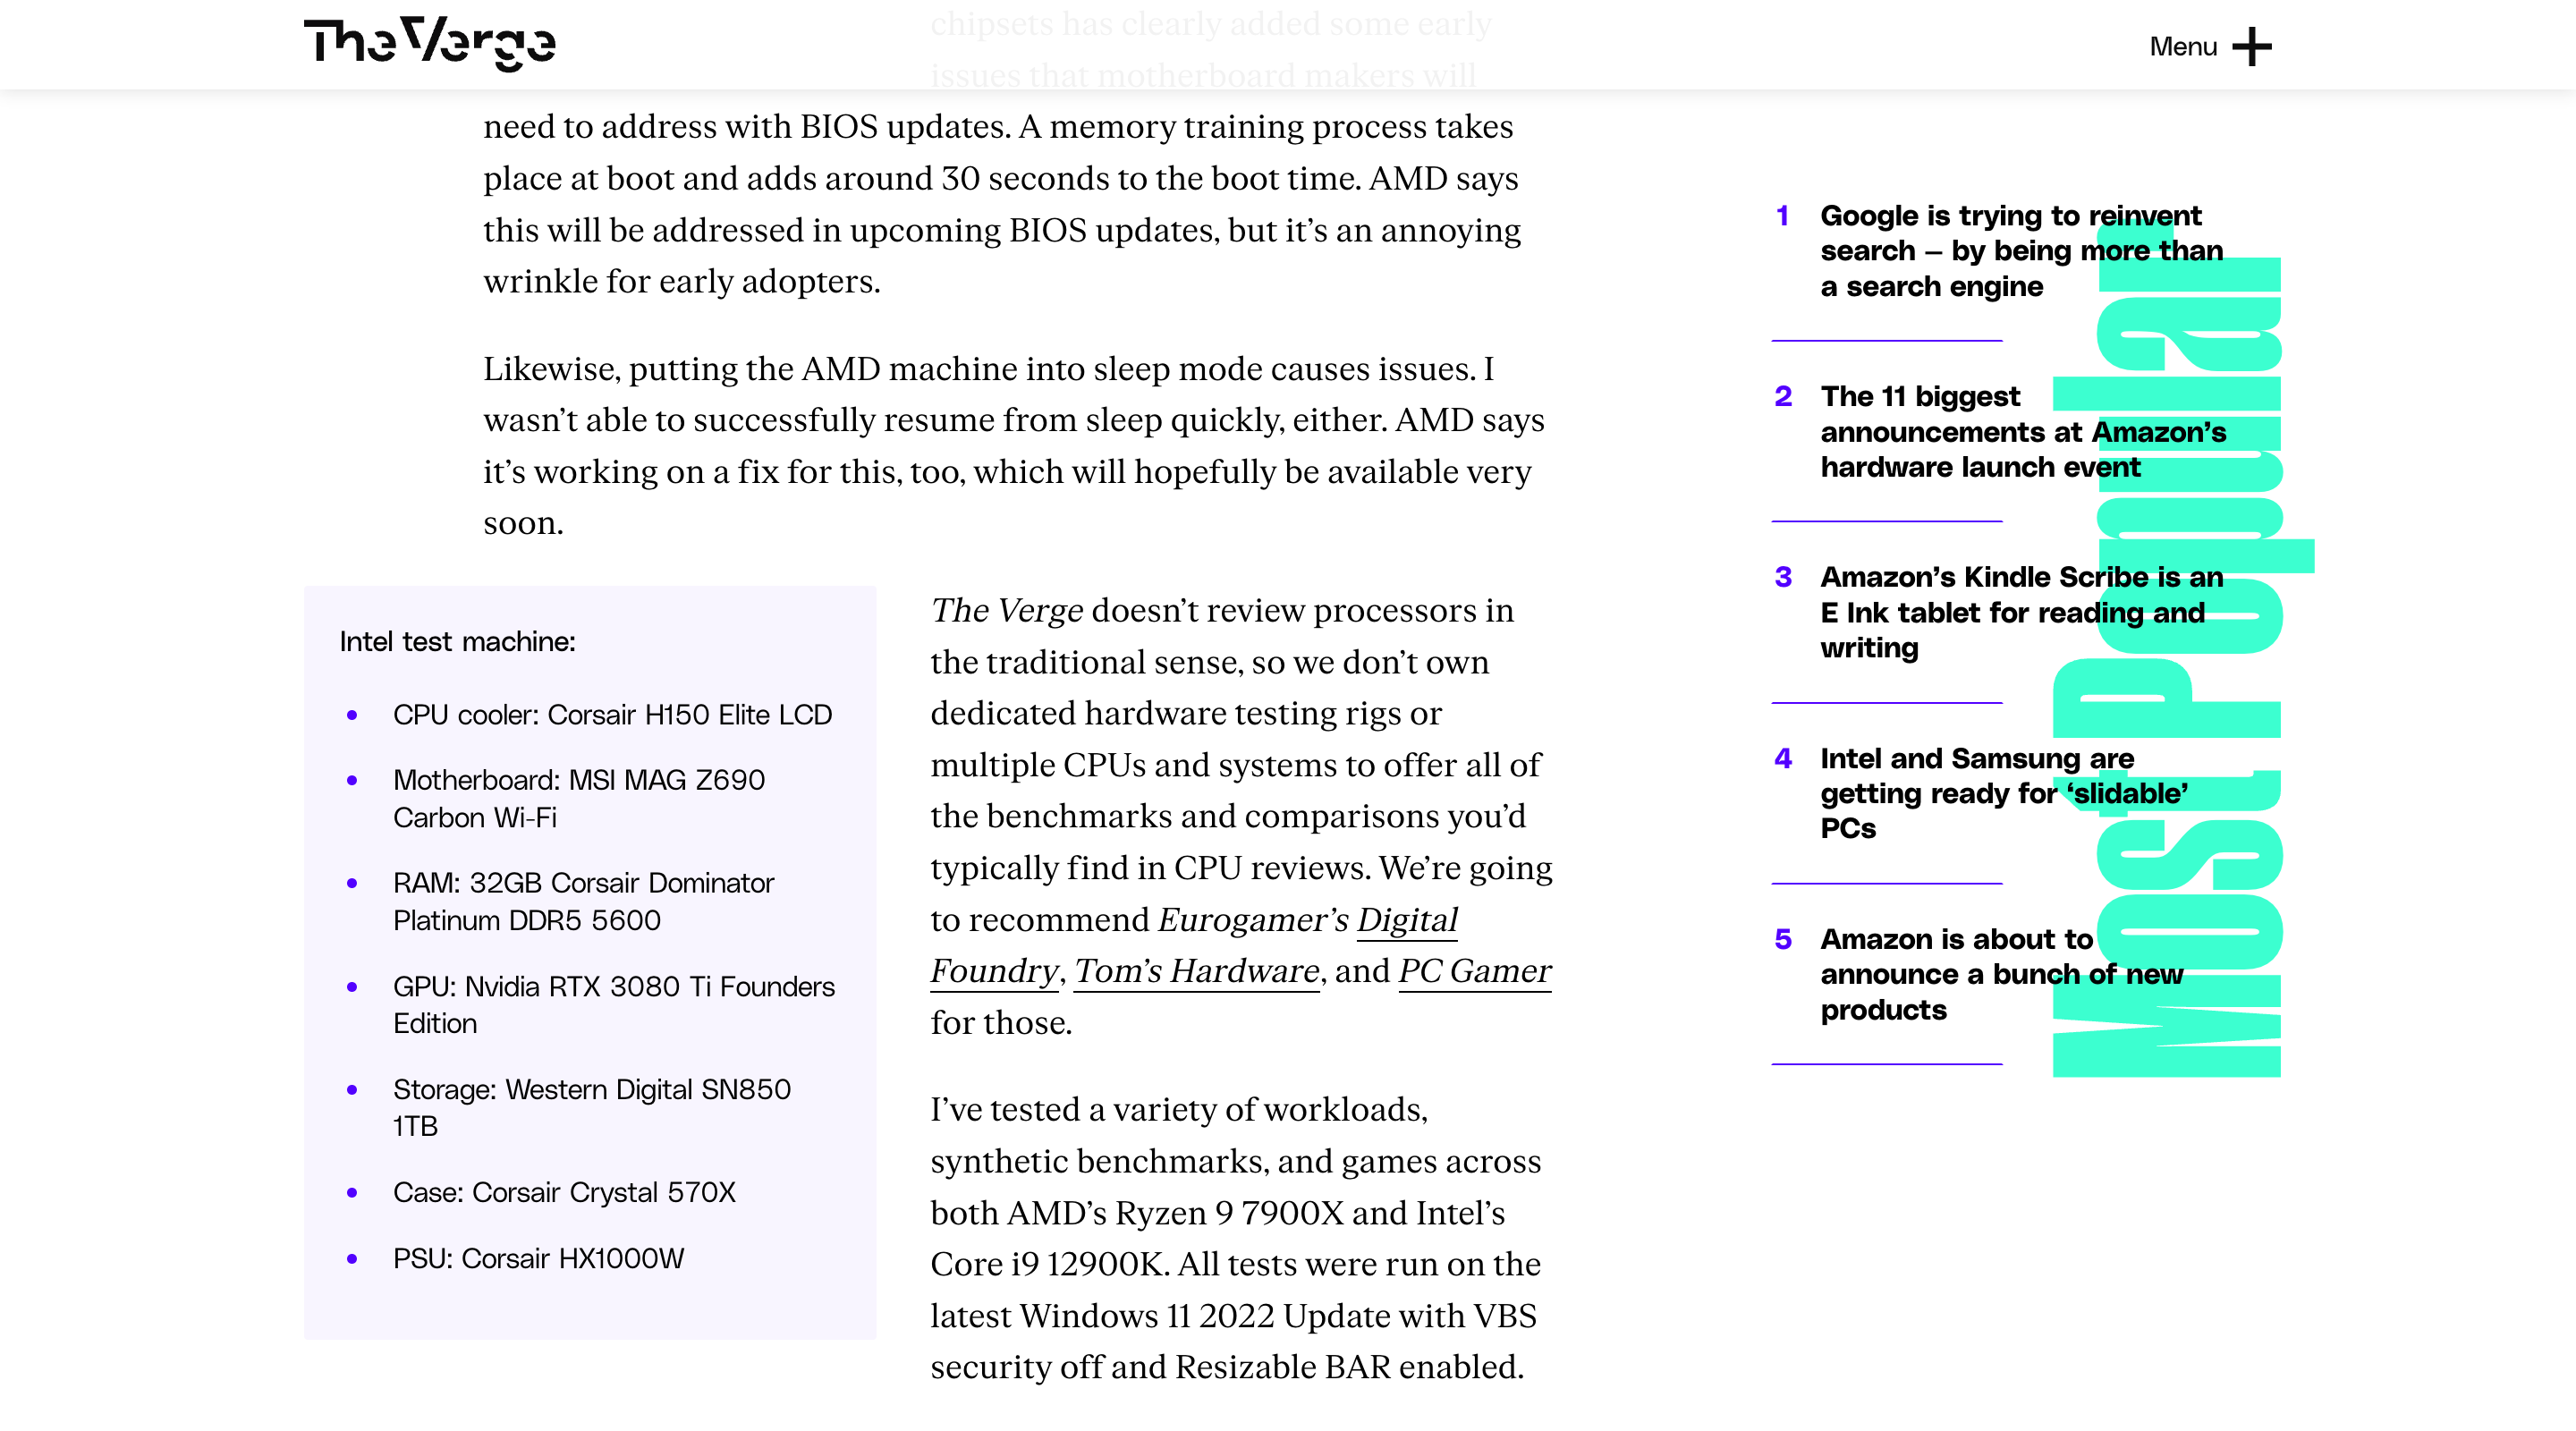 The Verge
Menu
chipsets has clearly added some early
issues that motherboard makers will
need to address with BIOS updates. A memory training process takes
place at boot and adds around 30 seconds to the boot time. AMD says
this will be addressed in upcoming BIOS updates, but it’s an annoying
wrinkle for early adopters.
Likewise, putting the AMD machine into sleep mode causes issues. I
wasn’t able to successfully resume from sleep quickly, either. AMD says
it’s working on a fix for this, too, which will hopefully be available very
soon.
Intel test machine:
CPU cooler: Corsair H150 Elite LCD
Motherboard: MSI MAG Z690
Carbon Wi-Fi
RAM: 32GB Corsair Dominator
Platinum DDR5 5600
GPU: Nvidia RTX 3080 Ti Founders
Edition
Storage: Western Digital SN850
1TB
Case: Corsair Crystal 570X
PSU: Corsair HX1000W
The Verge doesn’t review processors in
the traditional sense, so we don’t own
dedicated hardware testing rigs or
multiple CPUs and systems to offer all of
the benchmarks and comparisons you’d
typically find in CPU reviews. We’re going
to recommend Eurogamer’s Digital
Foundry, Tom’s Hardware, and PC Gamer
for those.
I’ve tested a variety of workloads,
synthetic benchmarks, and games across
both AMD’s Ryzen 9 7900X and Intel’s
Core i9 12900K. All tests were run on the
latest Windows 11 2022 Update with VBS
security off and Resizable BAR enabled.
Most Popular
1 Google is trying to reinvent
search – by being more than
a search engine
2 The 11 biggest
announcements at Amazon’s
hardware launch event
3 Amazon’s Kindle Scribe is an
E Ink tablet for reading and
writing
4 Intel and Samsung are
getting ready for ‘slidable’
PCs
5 Amazon is about to
announce a bunch of new
products